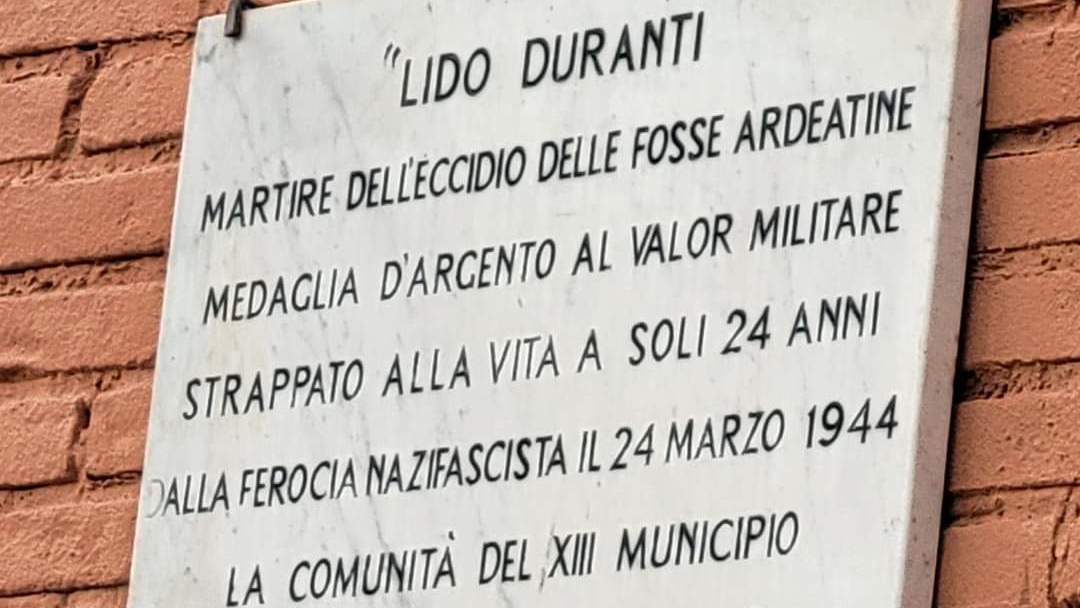 "LIDO DURANTI
MARTIRE DELL'ECCIDIO DELLE FOSSE ARDEATINE
MEDAGLIA D'ARGENTO AL VALOR MILITARE
STRAPPATO ALLA VITA A SOLI 24 ANNI
DALLA FEROCIA NAZIFASCISTA IL 24 MARZO 1944
LA COMUNITÀ DEL XIII MUNICIPIO